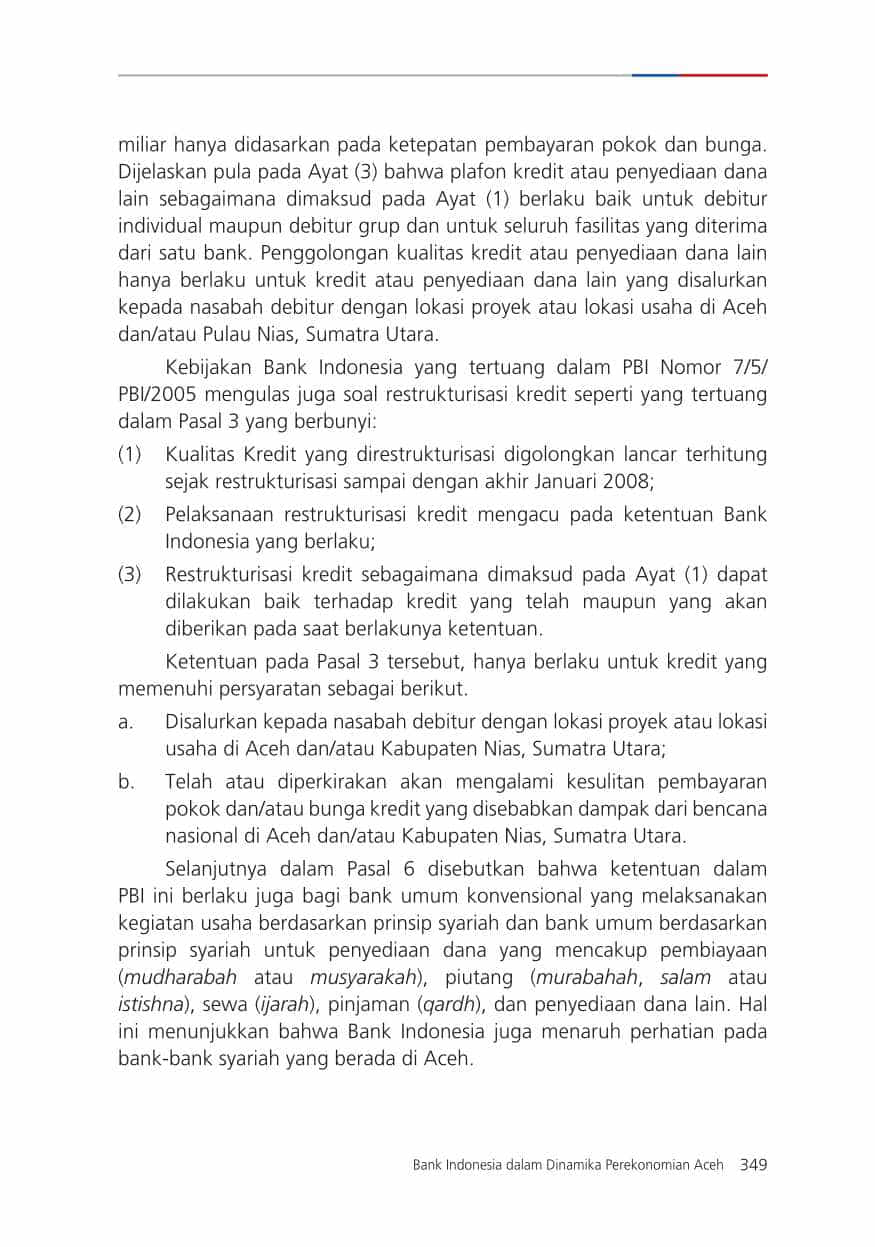 miliar hanya didasarkan pada ketepatan pembayaran pokok dan bunga.
Dijelaskan pula pada Ayat (3) bahwa plafon kredit atau penyediaan dana
lain sebagaimana dimaksud pada Ayat (1) berlaku baik untuk debitur
individual maupun debitur grup dan untuk seluruh fasilitas yang diterima
dari satu bank. Penggolongan kualitas kredit atau penyediaan dana lain
hanya berlaku untuk kredit atau penyediaan dana lain yang disalurkan
kepada nasabah debitur dengan lokasi proyek atau lokasi usaha di Aceh
dan/atau Pulau Nias, Sumatra Utara.
Kebijakan Bank Indonesia yang tertuang dalam PBI Nomor 7/5/
PBI/2005 mengulas juga soal restrukturisasi kredit seperti yang tertuang
dalam Pasal 3 yang berbunyi:
(1) Kualitas Kredit yang direstrukturisasi digolongkan lancar terhitung
sejak restrukturisasi sampai dengan akhir Januari 2008;
(2) Pelaksanaan restrukturisasi kredit mengacu pada ketentuan Bank
Indonesia yang berlaku;
(3) Restrukturisasi kredit sebagaimana dimaksud pada Ayat (1) dapat
dilakukan baik terhadap kredit yang telah maupun yang akan
diberikan pada saat berlakunya ketentuan.
Ketentuan pada Pasal 3 tersebut, hanya berlaku untuk kredit yang
memenuhi persyaratan sebagai berikut.
a. Disalurkan kepada nasabah debitur dengan lokasi proyek atau lokasi
usaha di Aceh dan/atau Kabupaten Nias, Sumatra Utara;
b. Telah atau diperkirakan akan mengalami kesulitan pembayaran
pokok dan/atau bunga kredit yang disebabkan dampak dari bencana
nasional di Aceh dan/atau Kabupaten Nias, Sumatra Utara.
Selanjutnya dalam Pasal 6 disebutkan bahwa ketentuan dalam
PBI ini berlaku juga bagi bank umum konvensional yang melaksanakan
kegiatan usaha berdasarkan prinsip syariah dan bank umum berdasarkan
prinsip syariah untuk penyediaan dana yang mencakup pembiayaan
(mudharabah atau musyarakah), piutang (murabahah, salam atau
istishna), sewa (ijarah), pinjaman (qardh), dan penyediaan dana lain. Hal
ini menunjukkan bahwa Bank Indonesia juga menaruh perhatian pada
bank-bank syariah yang berada di Aceh.
Bank Indonesia dalam Dinamika Perekonomian Aceh 349